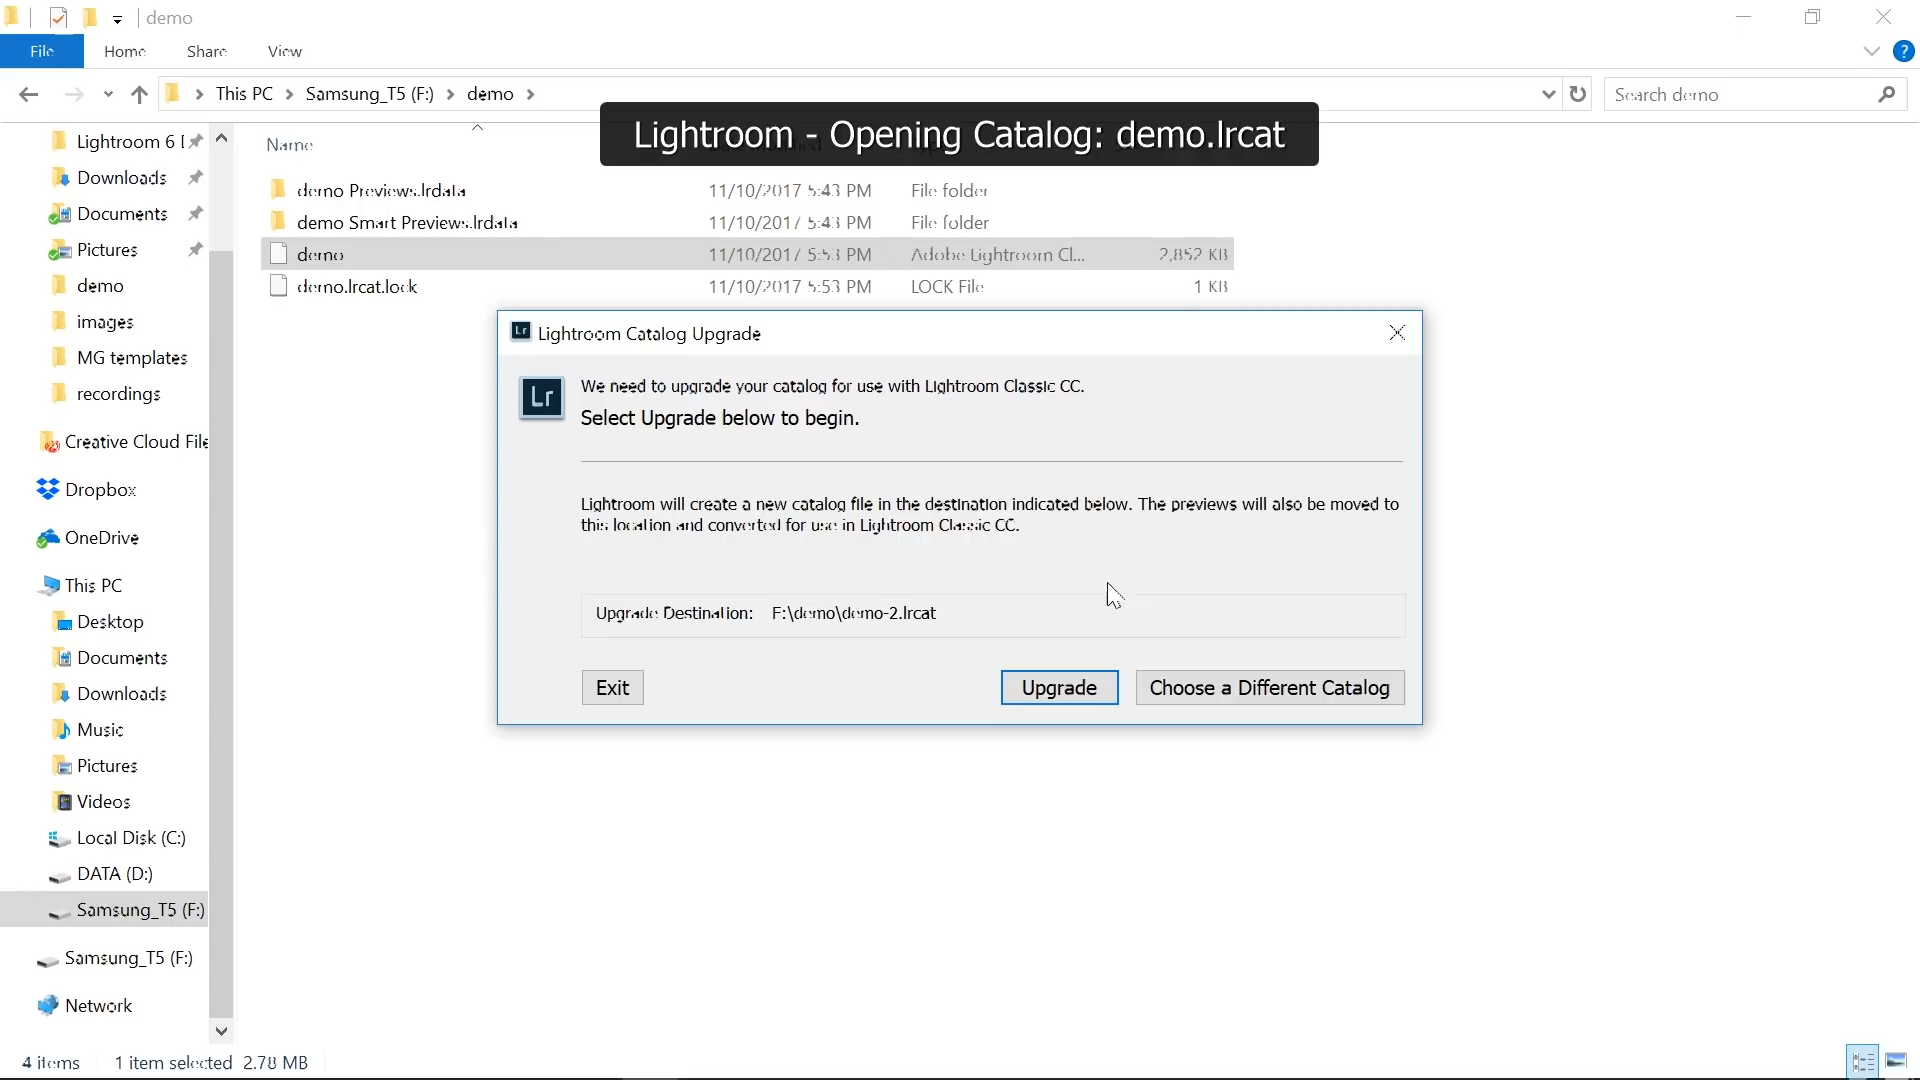 demo
File
Home
Share
View
This PC
Samsung_T5 (F:)
demo
Search demo
Lightroom - Opening Catalog: demo.lrcat
Name
demo Previews.lrdata 11/10/2017 5:43 PM File folder
demo Smart Previews.lrdata 11/10/2017 5:43 PM File folder
demo 11/10/2017 5:53 PM Adobe Lightroom Cl... 2,852 KB
demo.lrcat.lock 11/10/2017 5:53 PM LOCK File 1 KB
Lightroom 6 [
Downloads
Documents
Pictures
demo
images
MG templates
recordings
Creative Cloud File
Dropbox
OneDrive
This PC
Desktop
Documents
Downloads
Music
Pictures
Videos
Local Disk (C:)
DATA (D:)
Samsung_T5 (F:)
Samsung_T5 (F:)
Network
Lr Lightroom Catalog Upgrade
Lr
We need to upgrade your catalog for use with Lightroom Classic CC.
Select Upgrade below to begin.
Lightroom will create a new catalog file in the destination indicated below. The previews will also be moved to
this location and converted for use in Lightroom Classic CC.
Upgrade Destination: F:\demo\demo-2.lrcat
Exit
Upgrade
Choose a Different Catalog
4 items 1 item selected 2.78 MB